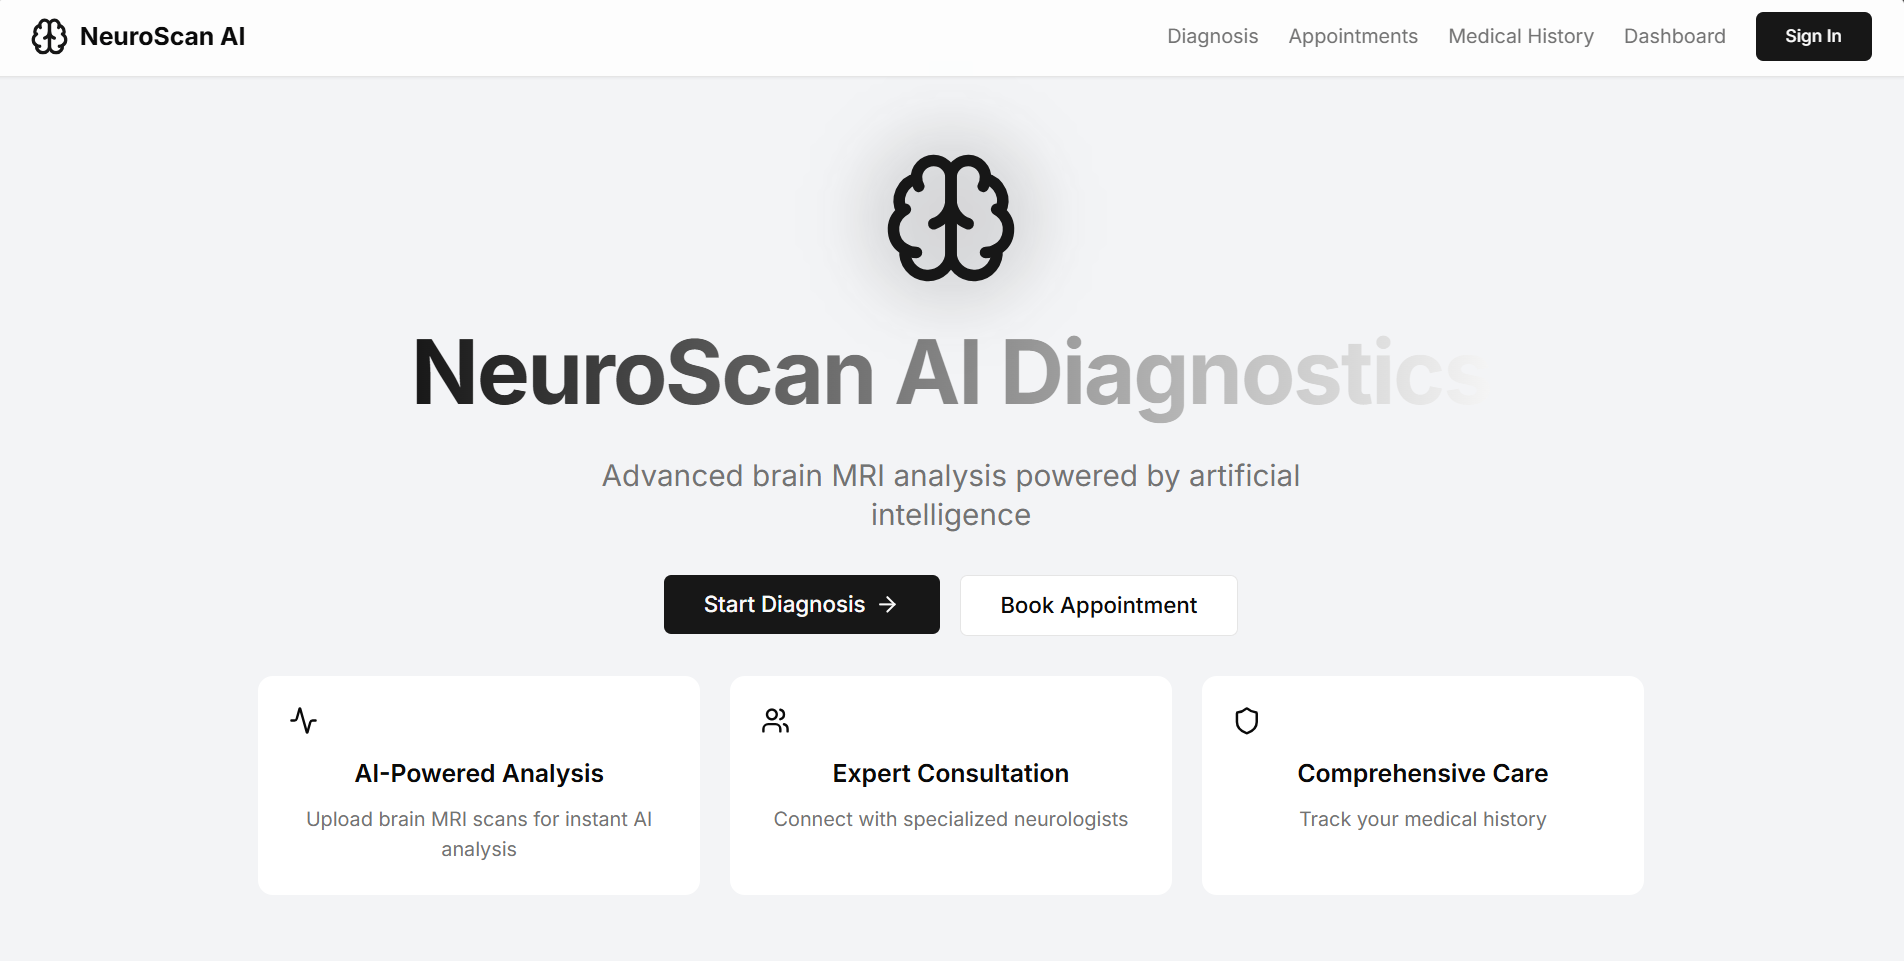 NeuroScan AI
Diagnosis
Appointments
Medical History
Dashboard
Sign In
NeuroScan AI Diagnostics
Advanced brain MRI analysis powered by artificial
intelligence
Start Diagnosis →
Book Appointment
AI-Powered Analysis
Upload brain MRI scans for instant AI
analysis
Expert Consultation
Connect with specialized neurologists
Comprehensive Care
Track your medical history